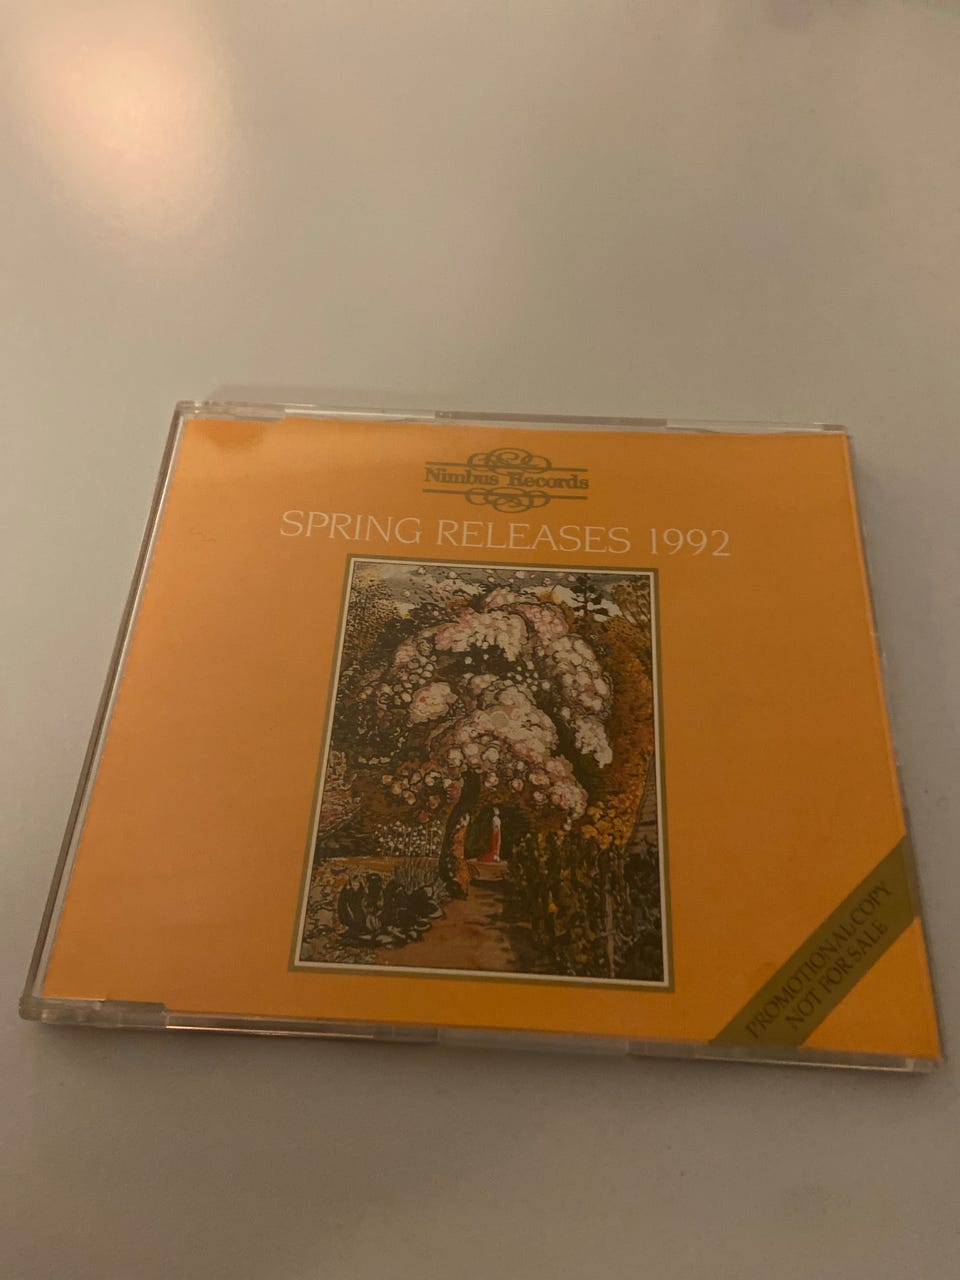 Nimbus Records
SPRING RELEASES 1992
PROMOTIONAL COPY
NOT FOR SALE